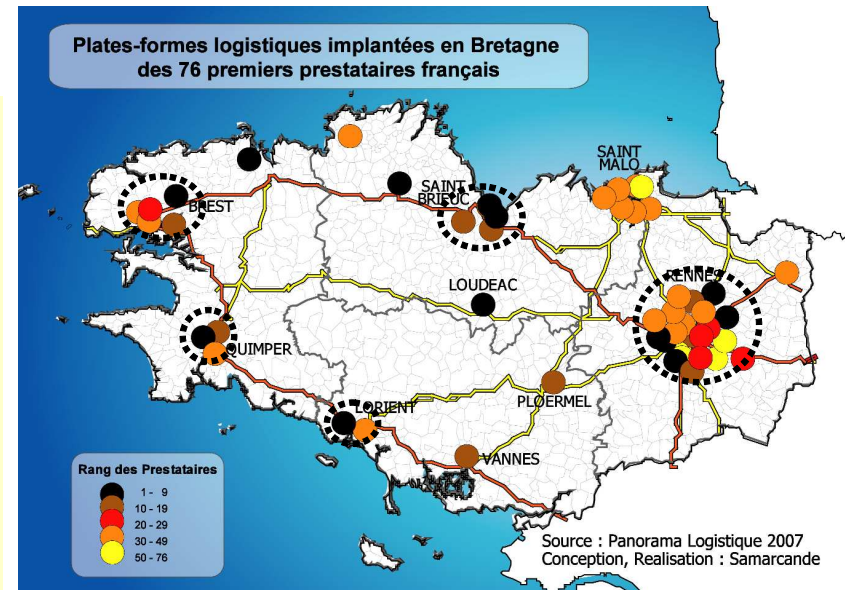 Plates-formes logistiques implantées en Bretagne
des 76 premiers prestataires français
SAINT
MALO
SAINT
BRIEUC
BREST
RENNES
LOUDEAC
QUIMPER
PLOERMEL
LORIENT
VANNES
Rang des Prestataires
1 - 9
10 - 19
20 - 29
30 - 49
50 - 76
Source : Panorama Logistique 2007
Conception, Realisation : Samarcande